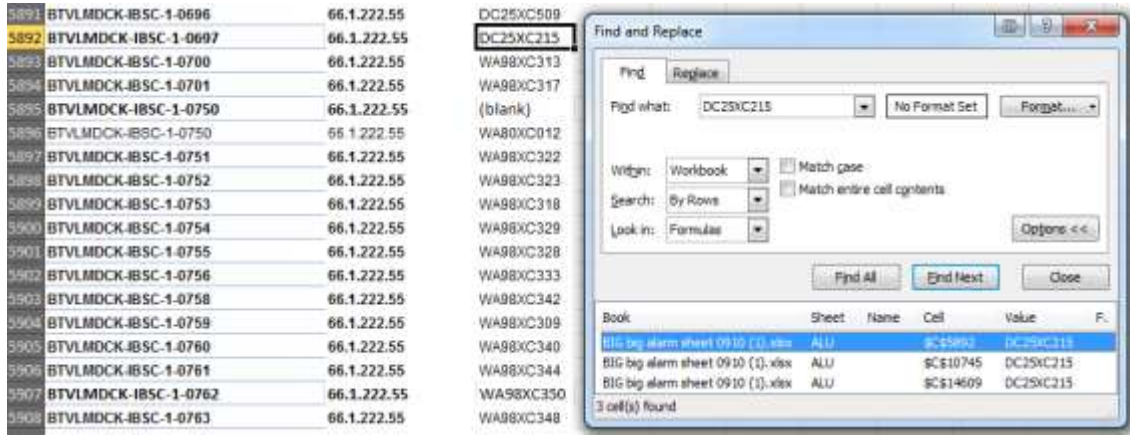 5891 BTVLMDCK-IBSC-1-0696 66.1.222.55 DC25XC509
5892 BTVLMDCK-IBSC-1-0697 66.1.222.55 DC25XC215
5893 BTVLMDCK-IBSC-1-0700 66.1.222.55 WA98XC313
5894 BTVLMDCK-IBSC-1-0701 66.1.222.55 WA98XC317
5895 BTVLMDCK-IBSC-1-0750 66.1.222.55 (blank)
5896 BTVLMDCK-IBSC-1-0750 66.1.222.55 WA80XC012
5897 BTVLMDCK-IBSC-1-0751 66.1.222.55 WA98XC322
5898 BTVLMDCK-IBSC-1-0752 66.1.222.55 WA98XC323
5899 BTVLMDCK-IBSC-1-0753 66.1.222.55 WA98XC318
5900 BTVLMDCK-IBSC-1-0754 66.1.222.55 WA98XC329
5901 BTVLMDCK-IBSC-1-0755 66.1.222.55 WA98XC328
5902 BTVLMDCK-IBSC-1-0756 66.1.222.55 WA98XC333
5903 BTVLMDCK-IBSC-1-0758 66.1.222.55 WA98XC342
5904 BTVLMDCK-IBSC-1-0759 66.1.222.55 WA98XC309
5905 BTVLMDCK-IBSC-1-0760 66.1.222.55 WA98XC340
5906 BTVLMDCK-IBSC-1-0761 66.1.222.55 WA98XC344
5907 BTVLMDCK-IBSC-1-0762 66.1.222.55 WA98XC350
5908 BTVLMDCK-IBSC-1-0763 66.1.222.55 WA98XC348
Find and Replace
Find Replace
Find what: DC25XC215 No Format Set Format...
Within: Workbook Match case
Match entire cell contents
Search: By Rows
Look in: Formulas Options <<
Find All Find Next Close
Book Sheet Name Cell Value F.
BIG big alarm sheet 0910 (1).xlsx ALU $C$5892 DC25XC215
BIG big alarm sheet 0910 (1).xlsx ALU $C$10745 DC25XC215
BIG big alarm sheet 0910 (1).xlsx ALU $C$14609 DC25XC215
3 cell(s) found